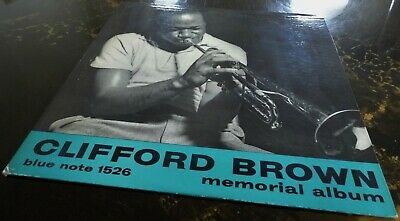 CLIFFORD BROWN
blue note 1526
memorial album